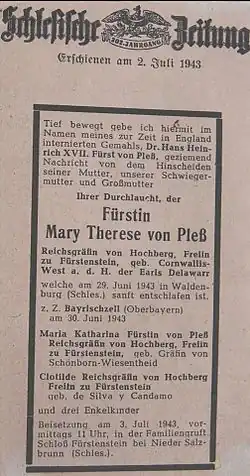 Schlesische Zeitung
202. JAHRGANG
Erschienen am 2. Juli 1943
Tief bewegt gebe ich hiermit im
Namen meines zur Zeit in England
internierten Gemahls, Dr. Hans Hein-
rich XVII. Fürst von Pleß, geziemend
Nachricht von dem Hinscheiden
seiner Mutter, unserer Schwieger-
mutter und Großmutter
Ihrer Durchlaucht, der
Fürstin
Mary Therese von Pleß
Reichsgräfin von Hochberg, Freiin
zu Fürstenstein, geb. Cornwallis-
West a. d. H. der Earls Delawarr
welche am 29. Juni 1943 in Walden-
burg (Schles.) sanft entschlafen ist.
z. Z. Bayrischzell (Oberbayern)
am 30. Juni 1943
Maria Katharina Fürstin von Pleß
Reichsgräfin von Hochberg, Freiin
zu Fürstenstein, geb. Gräfin von
Schönborn-Wiesentheid
Clotilde Reichsgräfin von Hochberg
Freiin zu Fürstenstein
geb. de Silva y Candamo
und drei Enkelkinder
Beisetzung am 3. Juli 1943, vor-
mittags 11 Uhr, in der Familiengruft
Schloß Fürstenstein bei Nieder Salz-
brunn (Schles.).